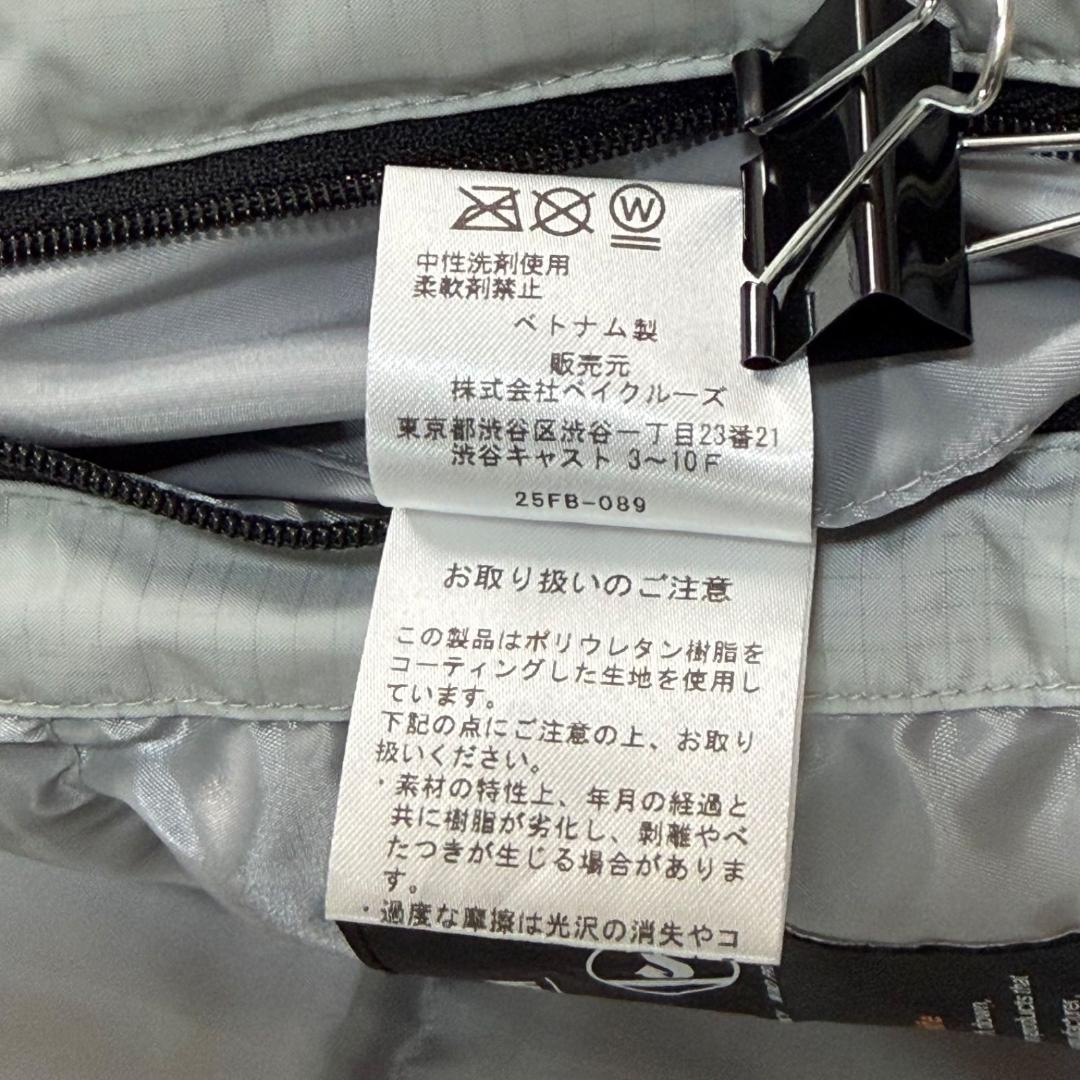 W
中性洗剤使用
柔軟剤禁止
ベトナム製
販売元
株式会社ベイクルーズ
東京都渋谷区渋谷一丁目23番21
渋谷キャスト 3〜10F
25FB-089
お取り扱いのご注意
この製品はポリウレタン樹脂を
コーティングした生地を使用し
ています。
下記の点にご注意の上、お取り
扱いください。
・素材の特性上、年月の経過と
共に樹脂が劣化し、剥離やべ
たつきが生じる場合がありま
す。
・過度な摩擦は光沢の消失やコ
down,
products that